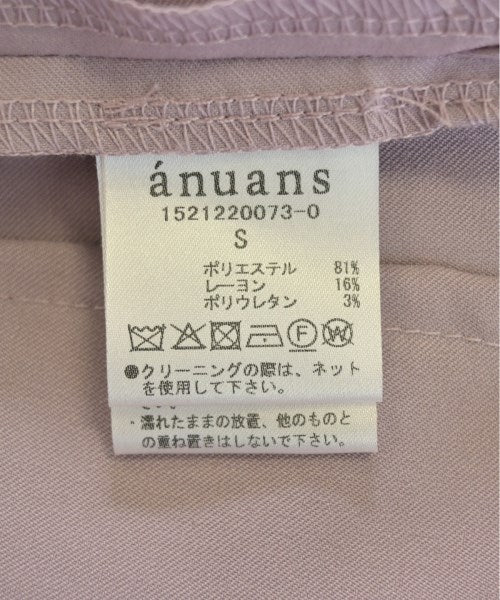 ánuans
1521220073-0
S
ポリエステル 81%
レーヨン 16%
ポリウレタン 3%
●クリーニングの際は、ネット
を使用して下さい。
・濡れたままの放置、他のものと
の重ね置きはしないで下さい。